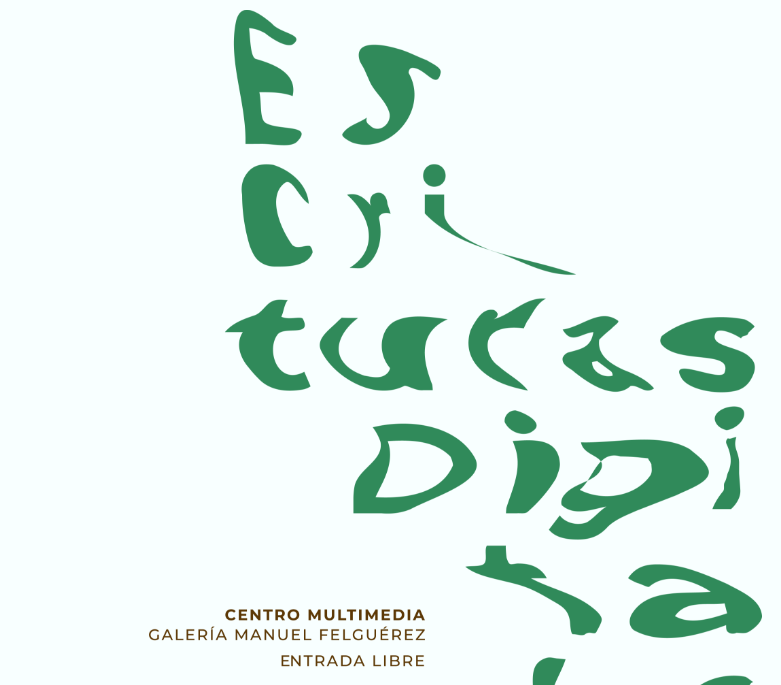 Es
Cri
turas
Digi
ta
CENTRO MULTIMEDIA
GALERÍA MANUEL FELGUÉREZ
ENTRADA LIBRE